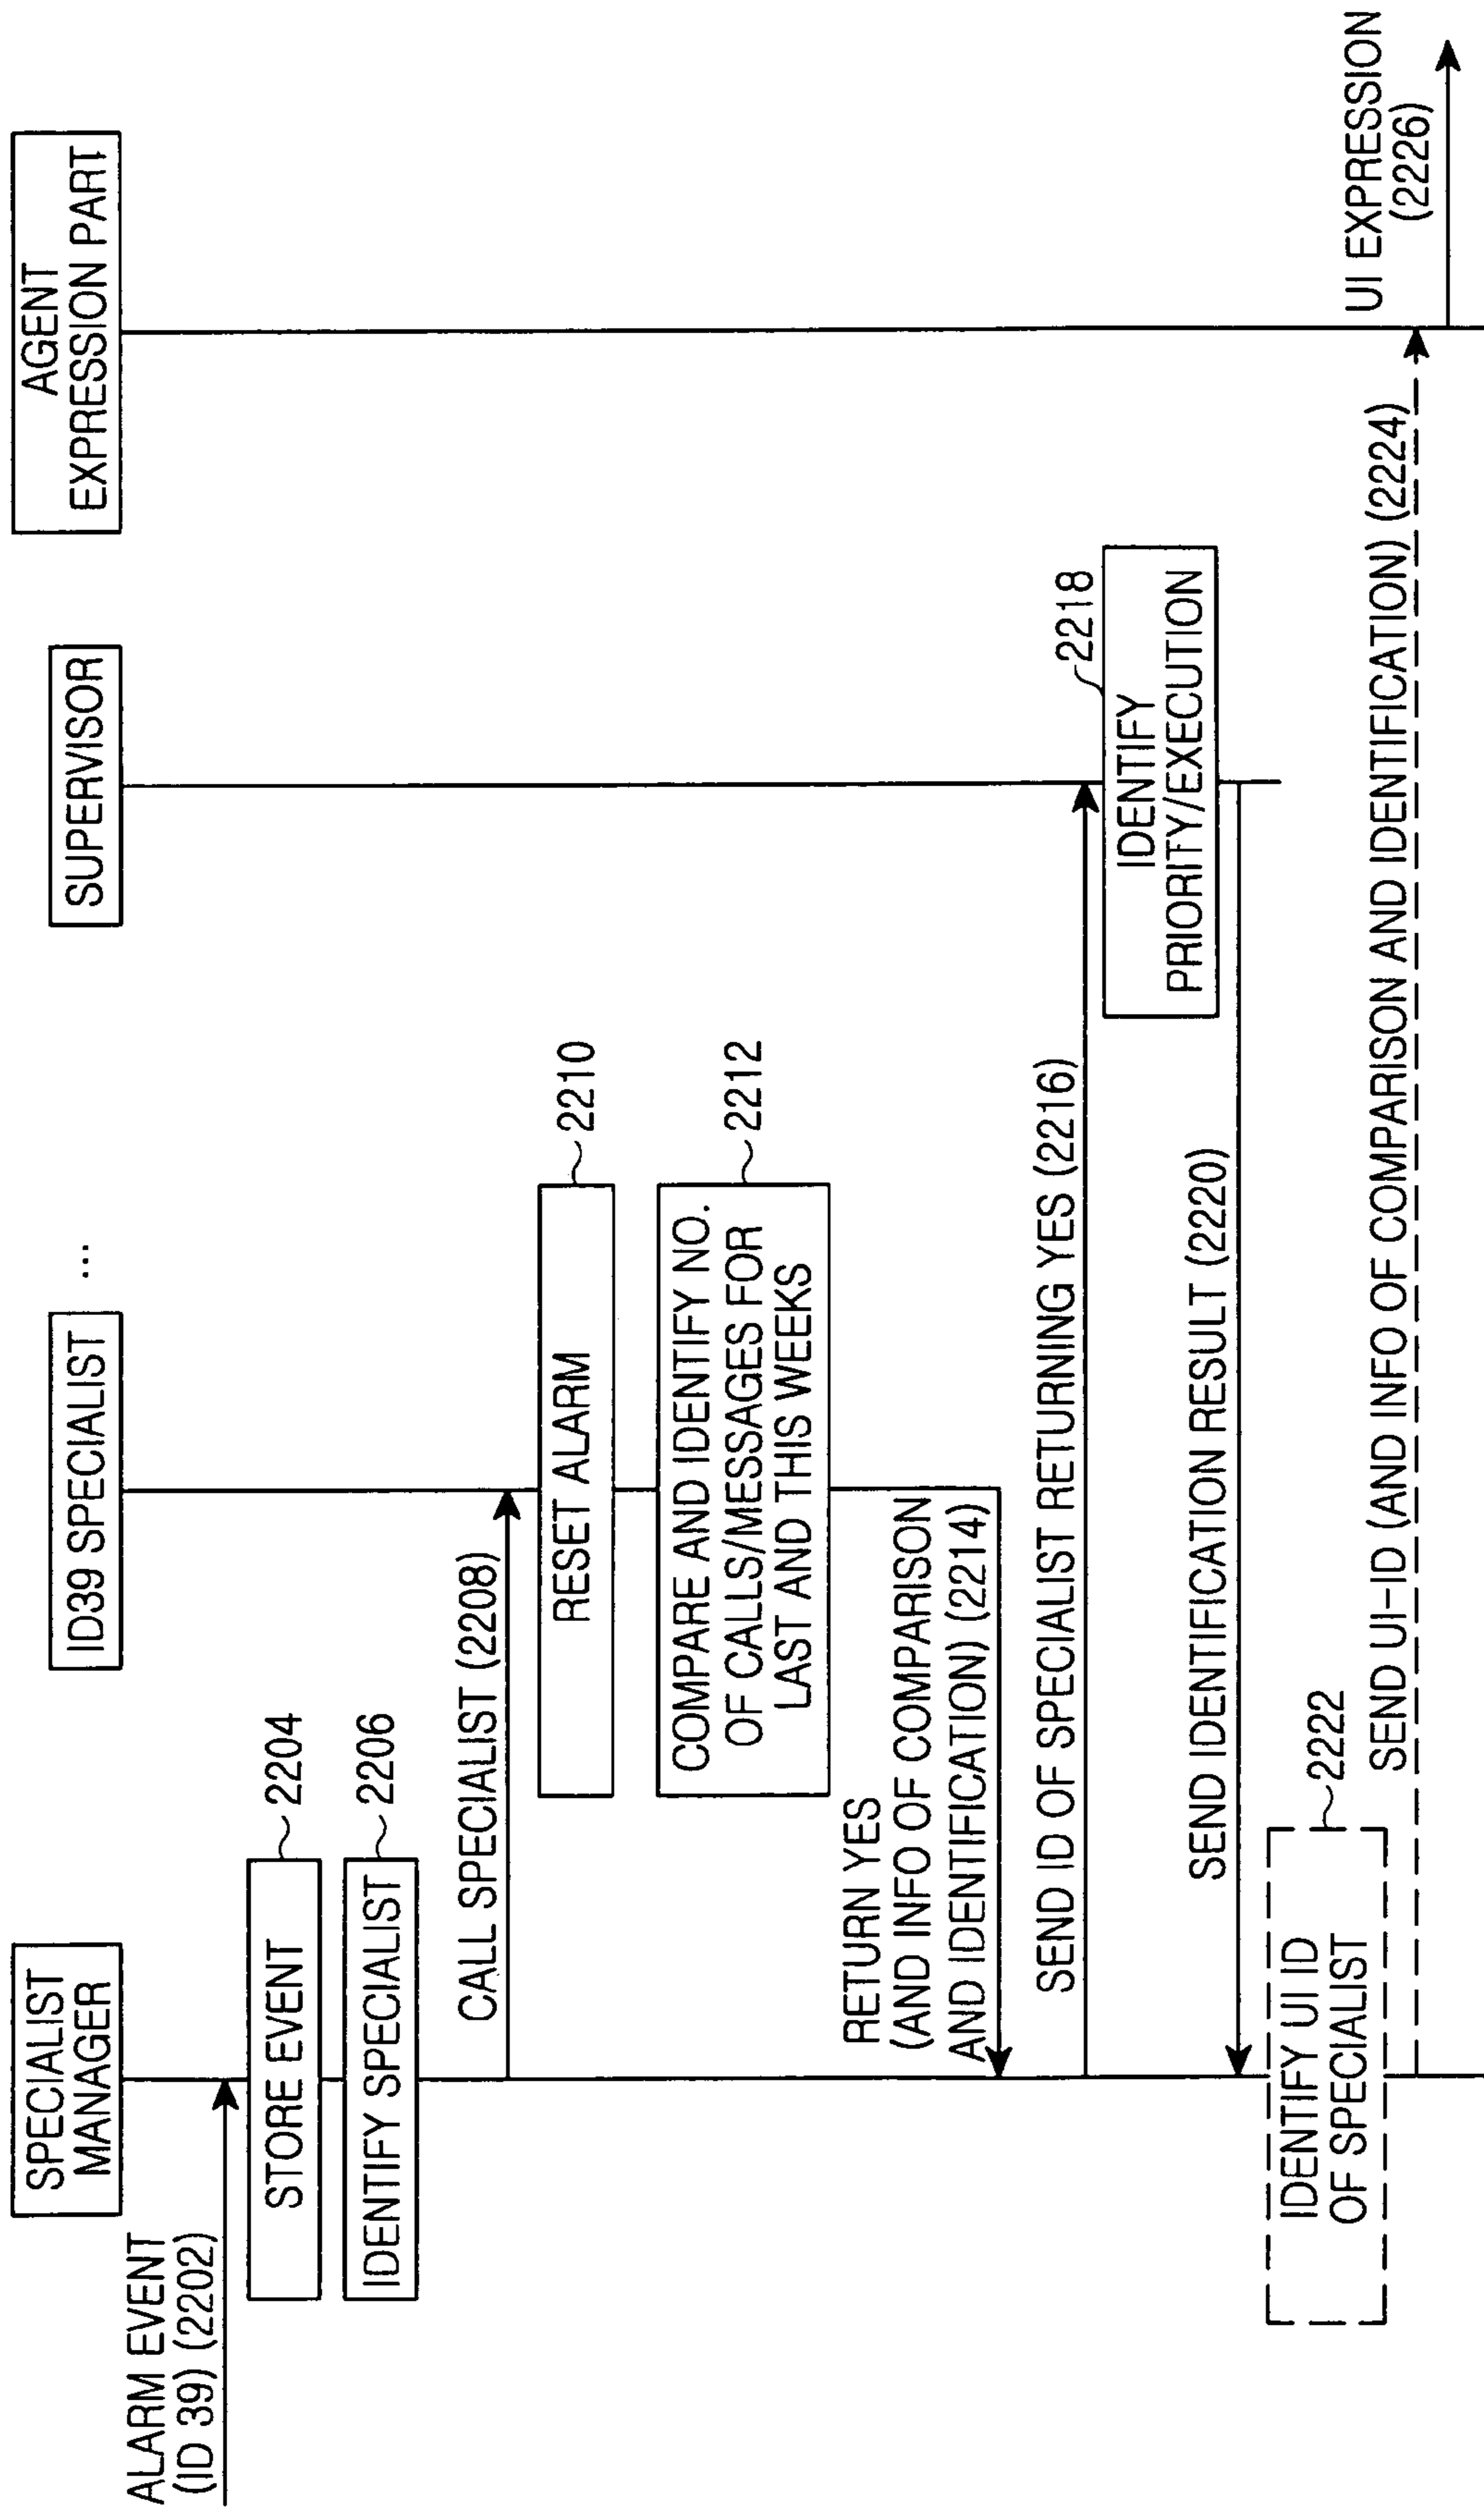 SPECIALIST
MANAGER
ID39 SPECIALIST
...
SUPERVISOR
AGENT
EXPRESSION PART
ALARM EVENT
(ID 39) (2202)
STORE EVENT
2204
IDENTIFY SPECIALIST
2206
CALL SPECIALIST (2208)
RESET ALARM
2210
COMPARE AND IDENTIFY NO.
OF CALLS/MESSAGES FOR
LAST AND THIS WEEKS
2212
RETURN YES
(AND INFO OF COMPARISON
AND IDENTIFICATION) (2214)
SEND ID OF SPECIALIST RETURNING YES (2216)
IDENTIFY
PRIORITY/EXECUTION
2218
SEND IDENTIFICATION RESULT (2220)
IDENTIFY UI ID
OF SPECIALIST
2222
SEND UI-ID (AND INFO OF COMPARISON AND IDENTIFICATION) (2224)
UI EXPRESSION
(2226)